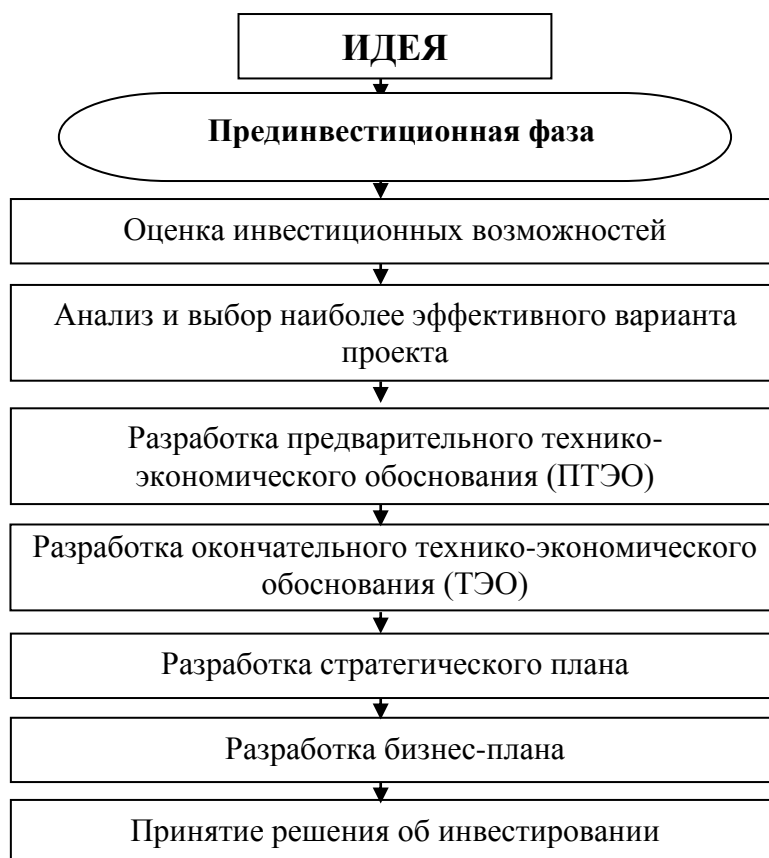 ИДЕЯ
Прединвестиционная фаза
Оценка инвестиционных возможностей
Анализ и выбор наиболее эффективного варианта
проекта
Разработка предварительного технико-
экономического обоснования (ПТЭО)
Разработка окончательного технико-экономического
обоснования (ТЭО)
Разработка стратегического плана
Разработка бизнес-плана
Принятие решения об инвестировании